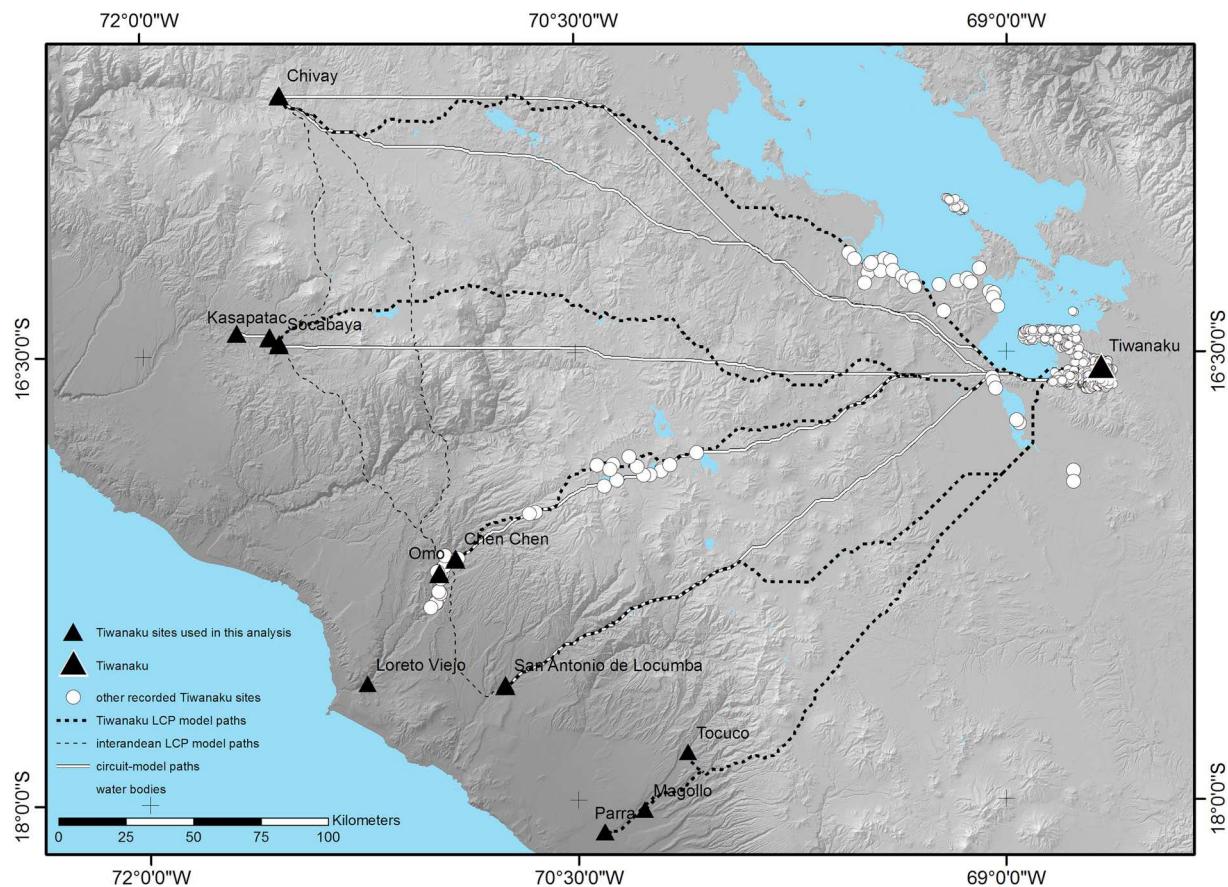 72°0'0"W
70°30'0"W
69°0'0"W
Chivay
Kasapatac
Socabaya
16°30'0"S
16°30'0"S
Tiwanaku
Chen Chen
Omo
Loreto Viejo
San Antonio de Locumba
Tocuco
Magollo
Parra
18°0'0"S
18°0'0"S
Tiwanaku sites used in this analysis
Tiwanaku
other recorded Tiwanaku sites
Tiwanaku LCP model paths
interandean LCP model paths
circuit-model paths
water bodies
Kilometers
0 25 50 75 100
72°0'0"W
70°30'0"W
69°0'0"W